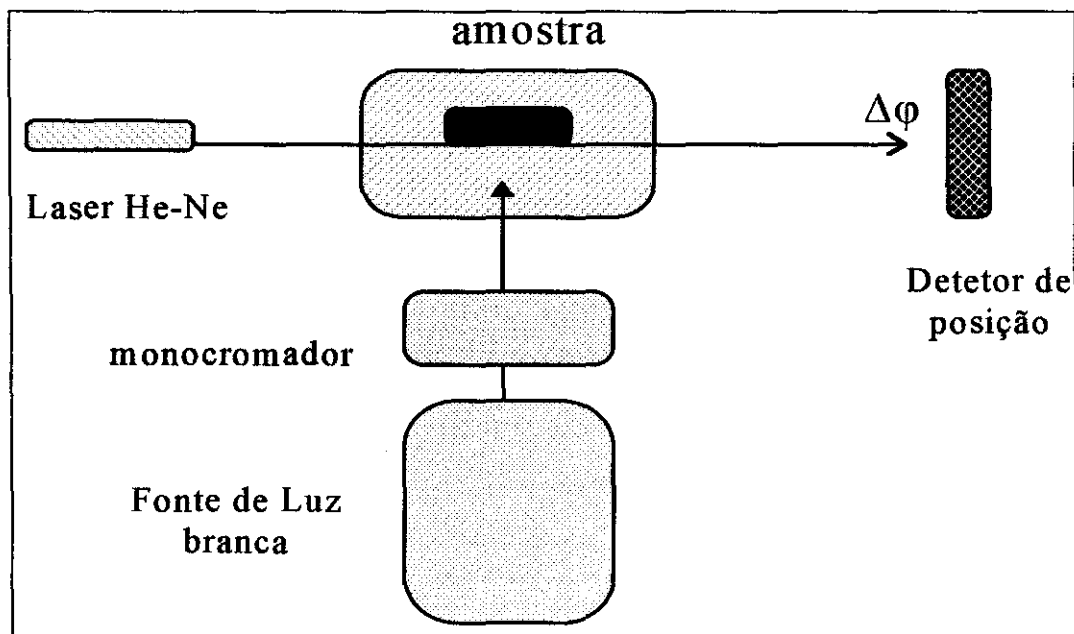 amostra
Δφ
Laser He-Ne
Detetor de
posição
monocromador
Fonte de Luz
branca